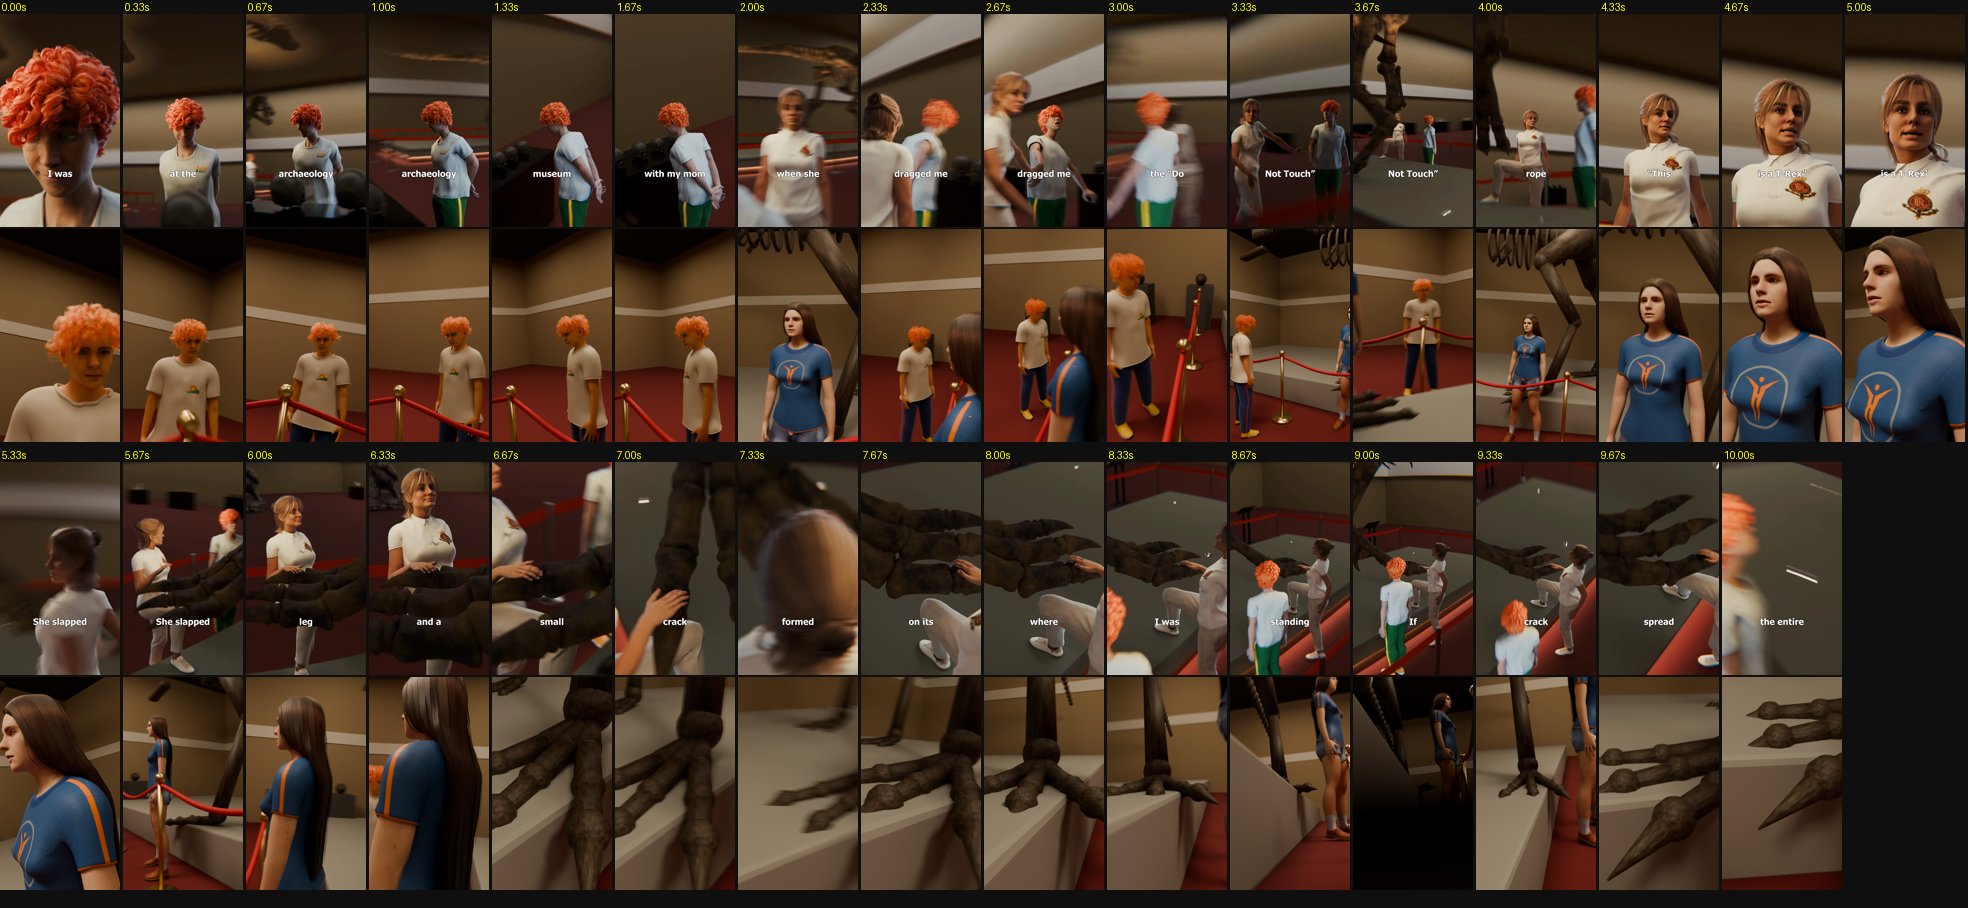 0.00s 0.33s 0.67s 1.00s 1.33s 1.67s 2.00s 2.33s 2.67s 3.00s 3.33s 3.67s 4.00s 4.33s 4.67s 5.00s
I was at the archaeology archaeology museum with my mom when she dragged me dragged me the "Do Not Touch" Not Touch" rope "This is a T-Rex" is a T-Rex"
5.33s 5.67s 6.00s 6.33s 6.67s 7.00s 7.33s 7.67s 8.00s 8.33s 8.67s 9.00s 9.33s 9.67s 10.00s
She slapped She slapped leg and a small crack formed on its where I was standing If crack spread the entire